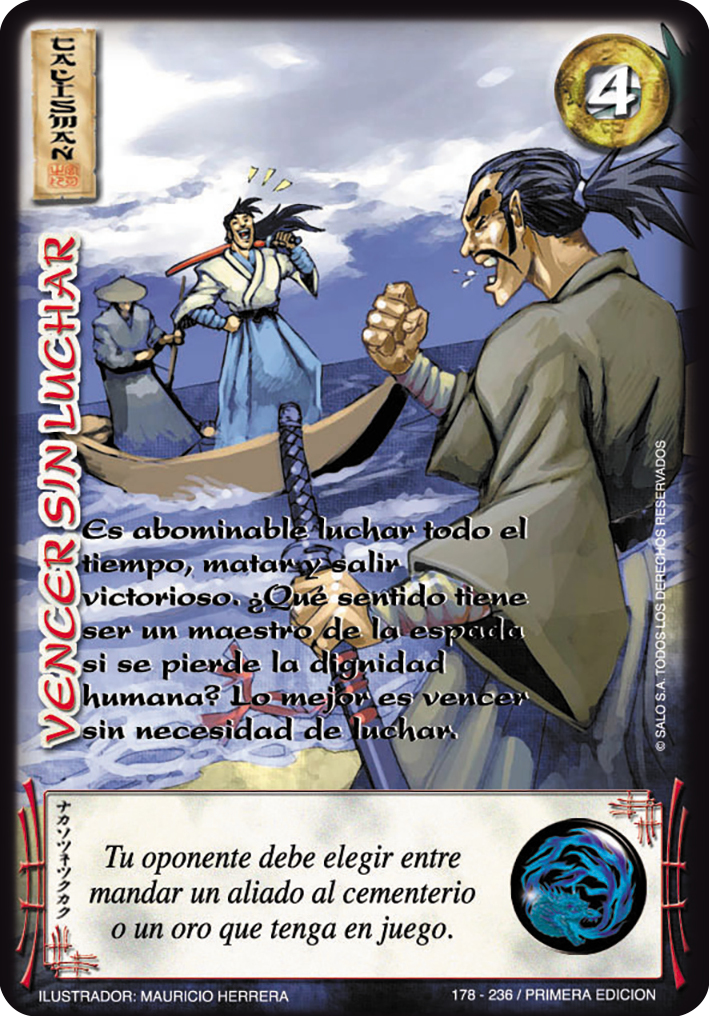 TALISMAN
4
VENCER SIN LUCHAR
Es abominable luchar todo el
tiempo, matar y salir
victorioso. ¿Qué sentido tiene
ser un maestro de la espada
si se pierde la dignidad
humana? Lo mejor es vencer
sin necesidad de luchar.
© SALO S.A. TODOS LOS DERECHOS RESERVADOS
ナカソツネツクカク
Tu oponente debe elegir entre
mandar un aliado al cementerio
o un oro que tenga en juego.
ILUSTRADOR: MAURICIO HERRERA
178 - 236 / PRIMERA EDICION